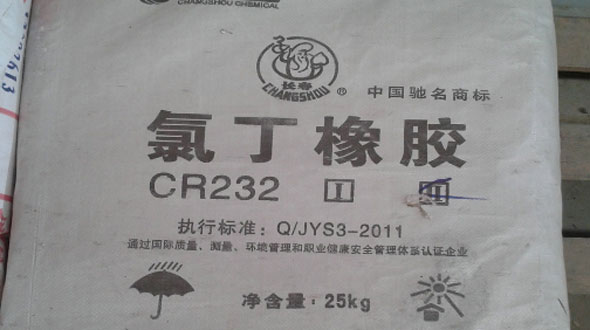 CHANGSHOU CHEMICAL
长寿
CHANGSHOU ® 中国驰名商标
氯丁橡胶
CR232 I II
执行标准：Q/JYS3-2011
通过国际质量、测量、环境管理和职业健康安全管理体系认证企业
净含量：25kg